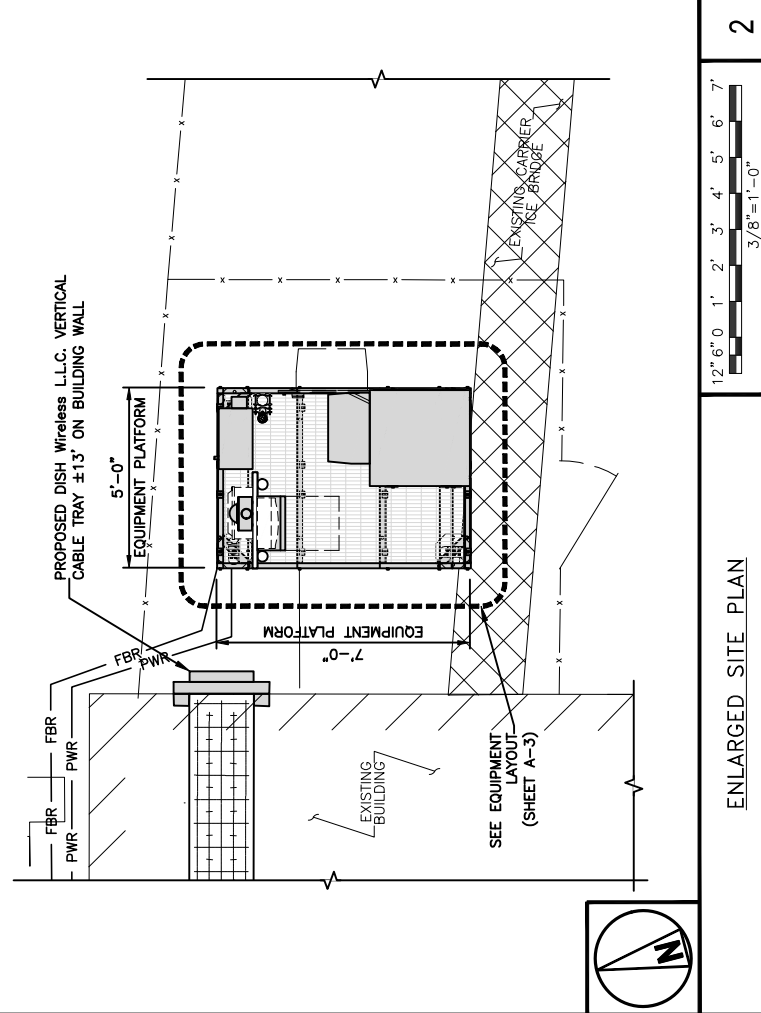 PROPOSED DISH Wireless L.L.C. VERTICAL
CABLE TRAY ±13' ON BUILDING WALL
5'-0"
EQUIPMENT PLATFORM
7'-0"
EQUIPMENT PLATFORM
EXISTING CARRIER
ICE BRIDGE
FBR
PWR
FBR
PWR
FBR
PWR
EXISTING
BUILDING
SEE EQUIPMENT
LAYOUT
(SHEET A-3)
x x x x x x x x x x x x x x x
N
ENLARGED SITE PLAN
12" 6" 0 1' 2' 3' 4' 5' 6' 7'
3/8"=1'-0"
2